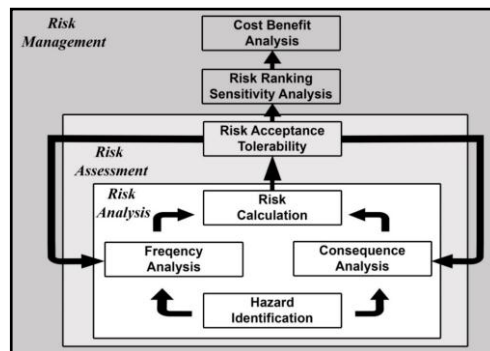 Risk
Management
Cost Benefit
Analysis
Risk Ranking
Sensitivity Analysis
Risk Acceptance
Tolerability
Risk
Assessment
Risk
Analysis
Risk
Calculation
Freqency
Analysis
Consequence
Analysis
Hazard
Identification